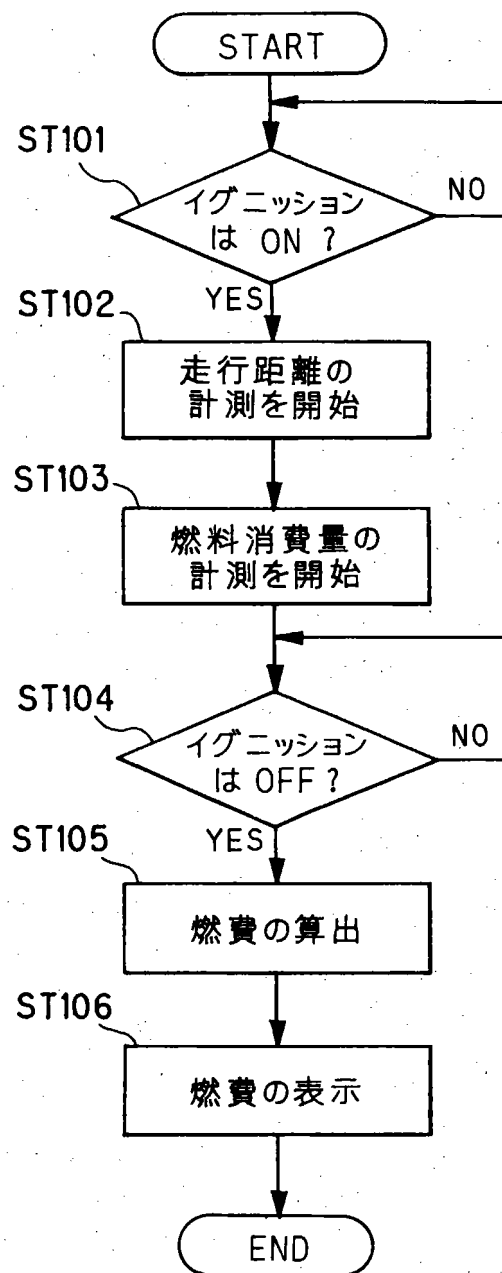 START
ST101
イグニッション
は ON ?
NO
YES
ST102
走行距離の
計測を開始
ST103
燃料消費量の
計測を開始
ST104
イグニッション
は OFF ?
NO
YES
ST105
燃費の算出
ST106
燃費の表示
END